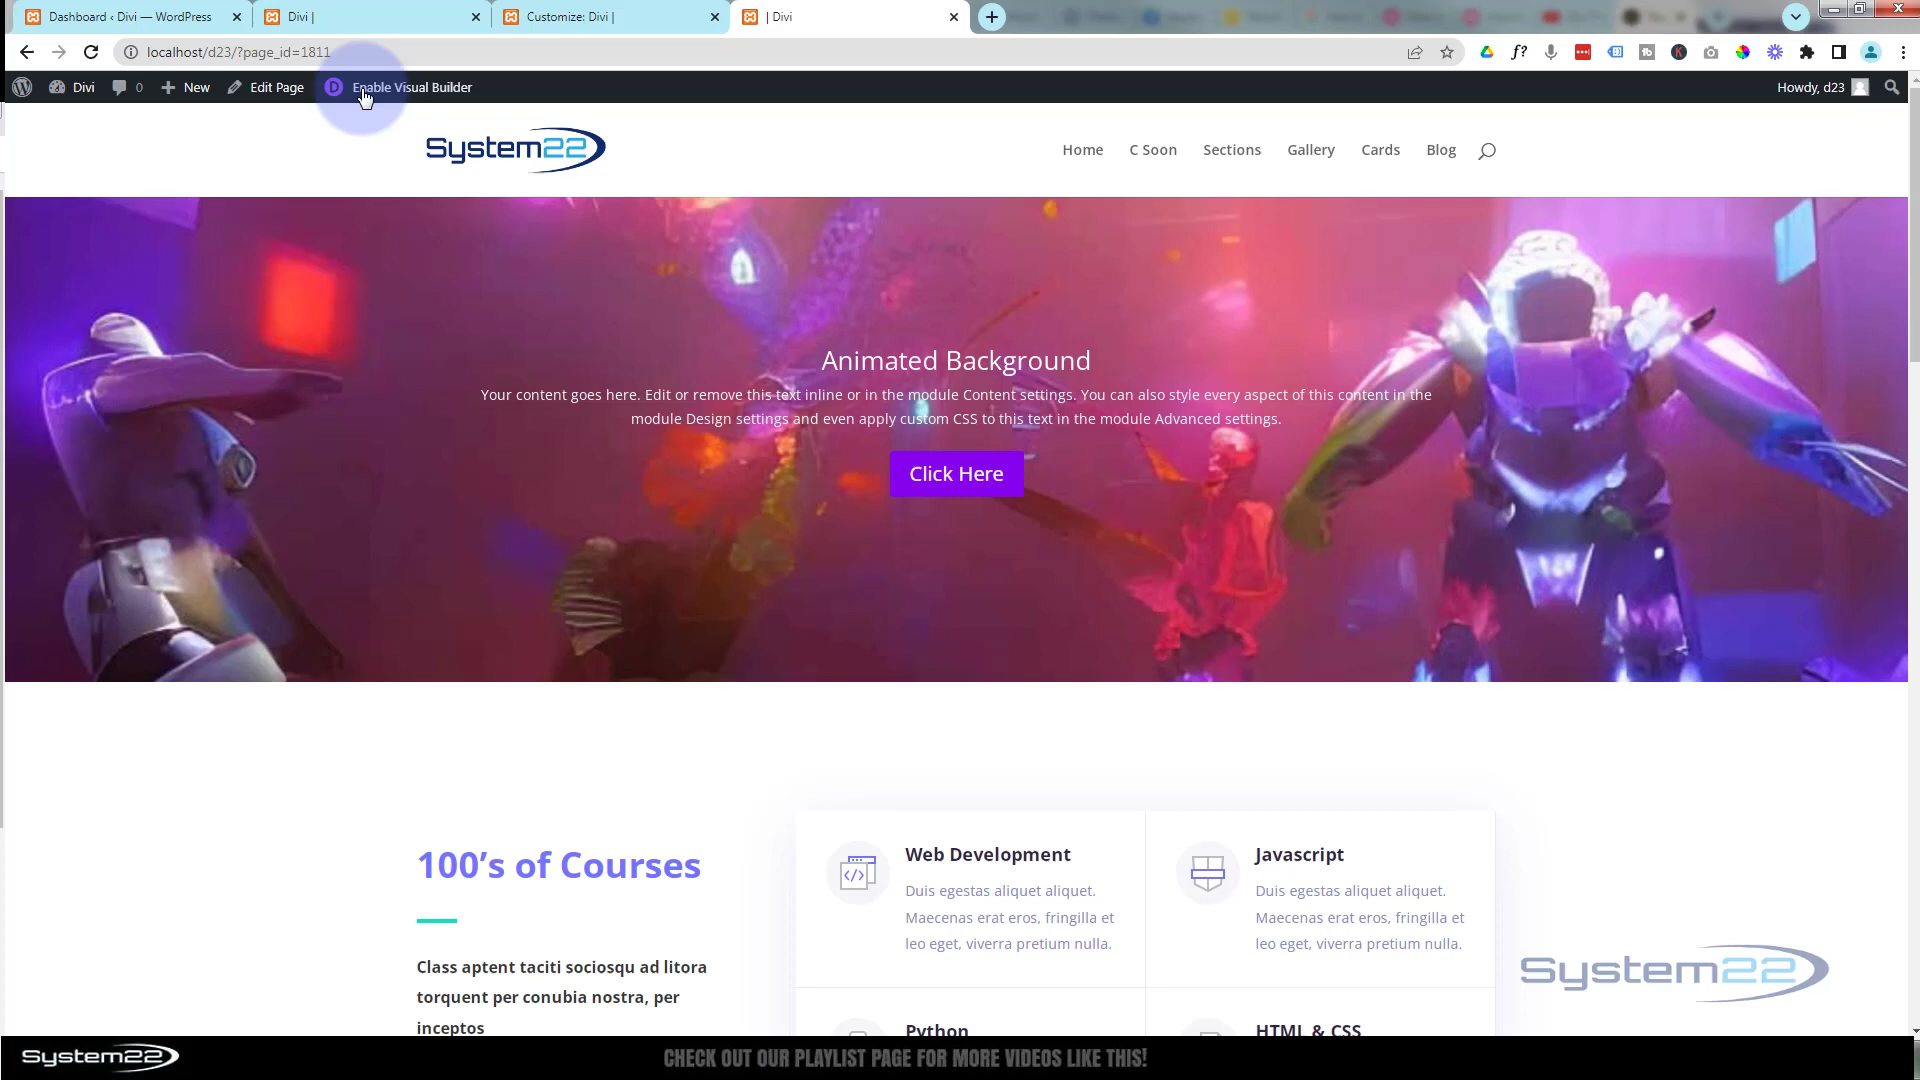 Dashboard ‹ Divi — WordPress
Divi |
Customize: Divi |
| Divi
localhost/d23/?page_id=1811
Divi
0
New
Edit Page
Enable Visual Builder
Howdy, d23
System22
Home
C Soon
Sections
Gallery
Cards
Blog
Animated Background
Your content goes here. Edit or remove this text inline or in the module Content settings. You can also style every aspect of this content in the
module Design settings and even apply custom CSS to this text in the module Advanced settings.
Click Here
100’s of Courses
Class aptent taciti sociosqu ad litora
torquent per conubia nostra, per
inceptos
Web Development
Duis egestas aliquet aliquet.
Maecenas erat eros, fringilla et
leo eget, viverra pretium nulla.
Javascript
Duis egestas aliquet aliquet.
Maecenas erat eros, fringilla et
leo eget, viverra pretium nulla.
Python
HTML & CSS
System22
System22
CHECK OUT OUR PLAYLIST PAGE FOR MORE VIDEOS LIKE THIS!